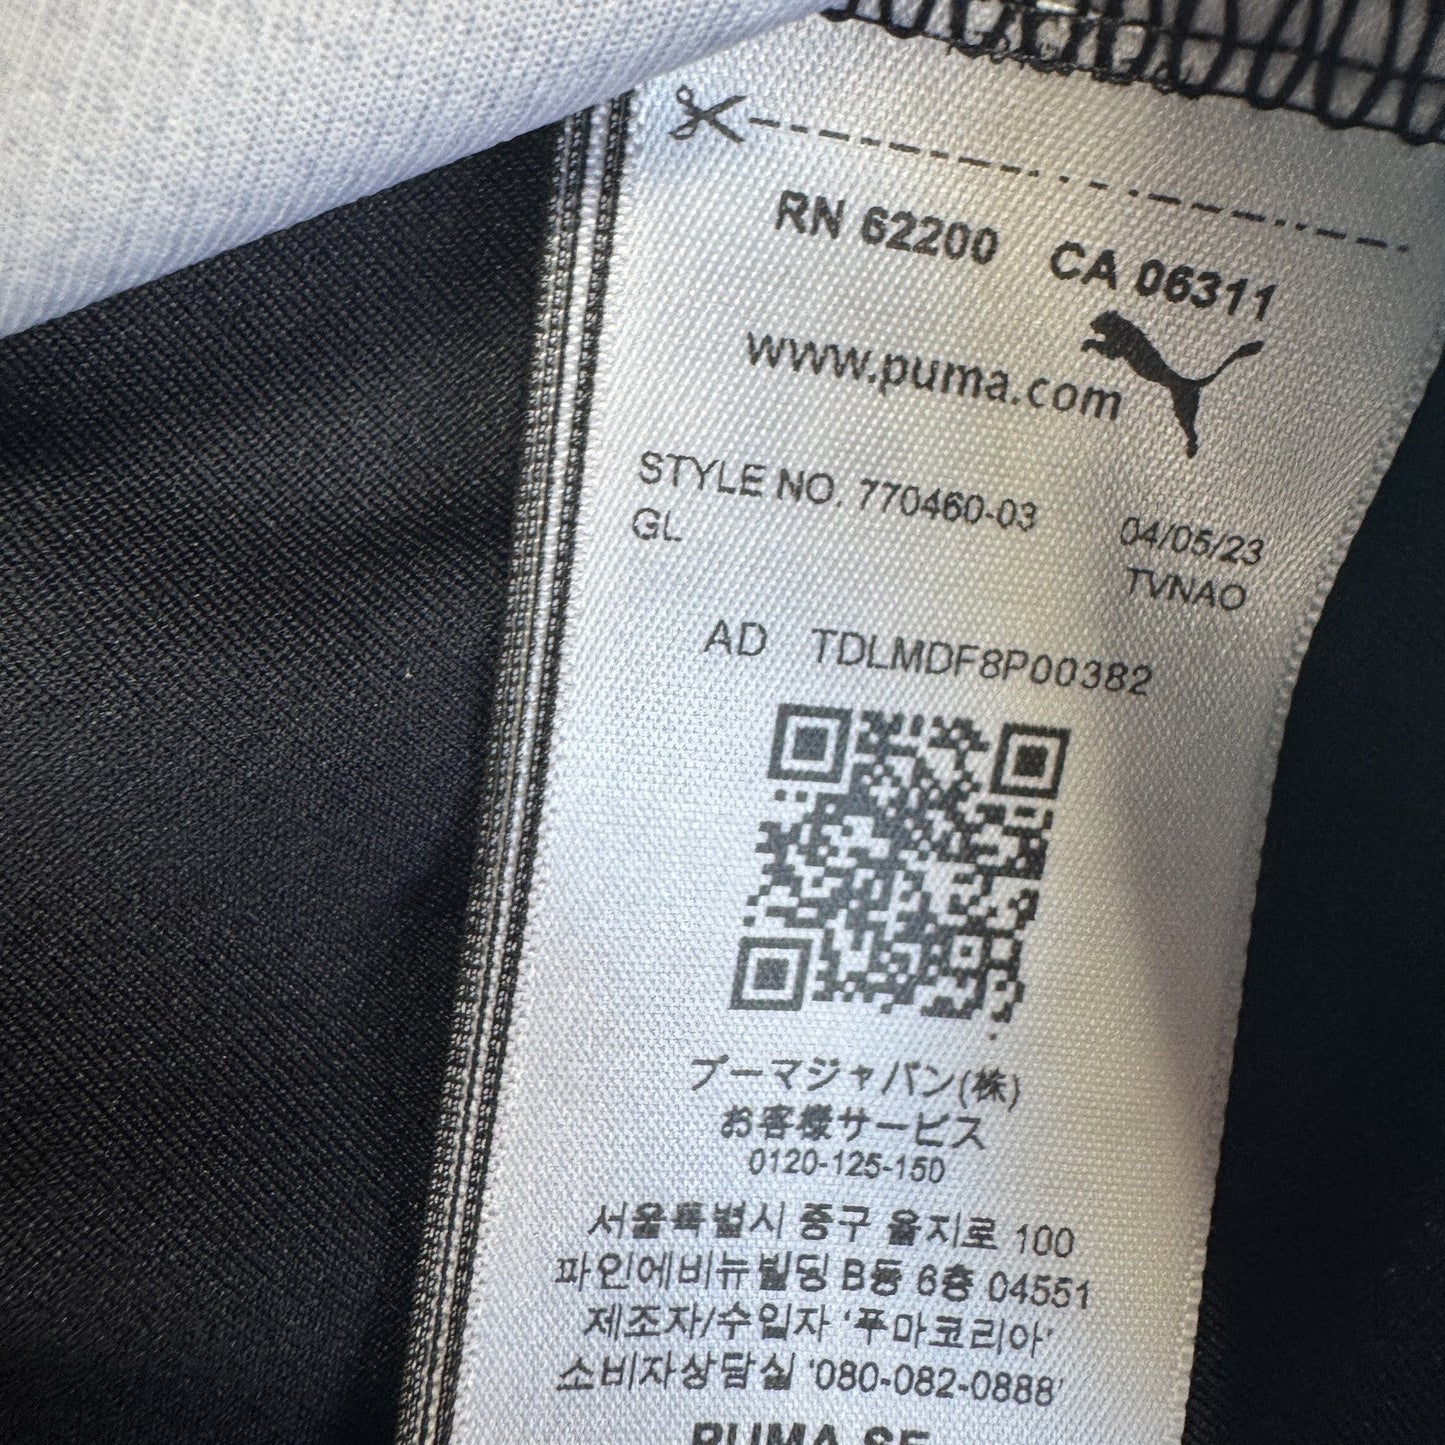 RN 62200 CA 06311
www.puma.com
STYLE NO. 770460-03 04/05/23
GL TVNAO
AD TDLMDF8P00382
プーマジャパン(株)
お客様サービス
0120-125-150
서울특별시 중구 을지로 100
파인에비뉴빌딩 B동 6층 04551
제조자/수입자 '푸마코리아'
소비자상담실 '080-082-0888'
PUMA SE